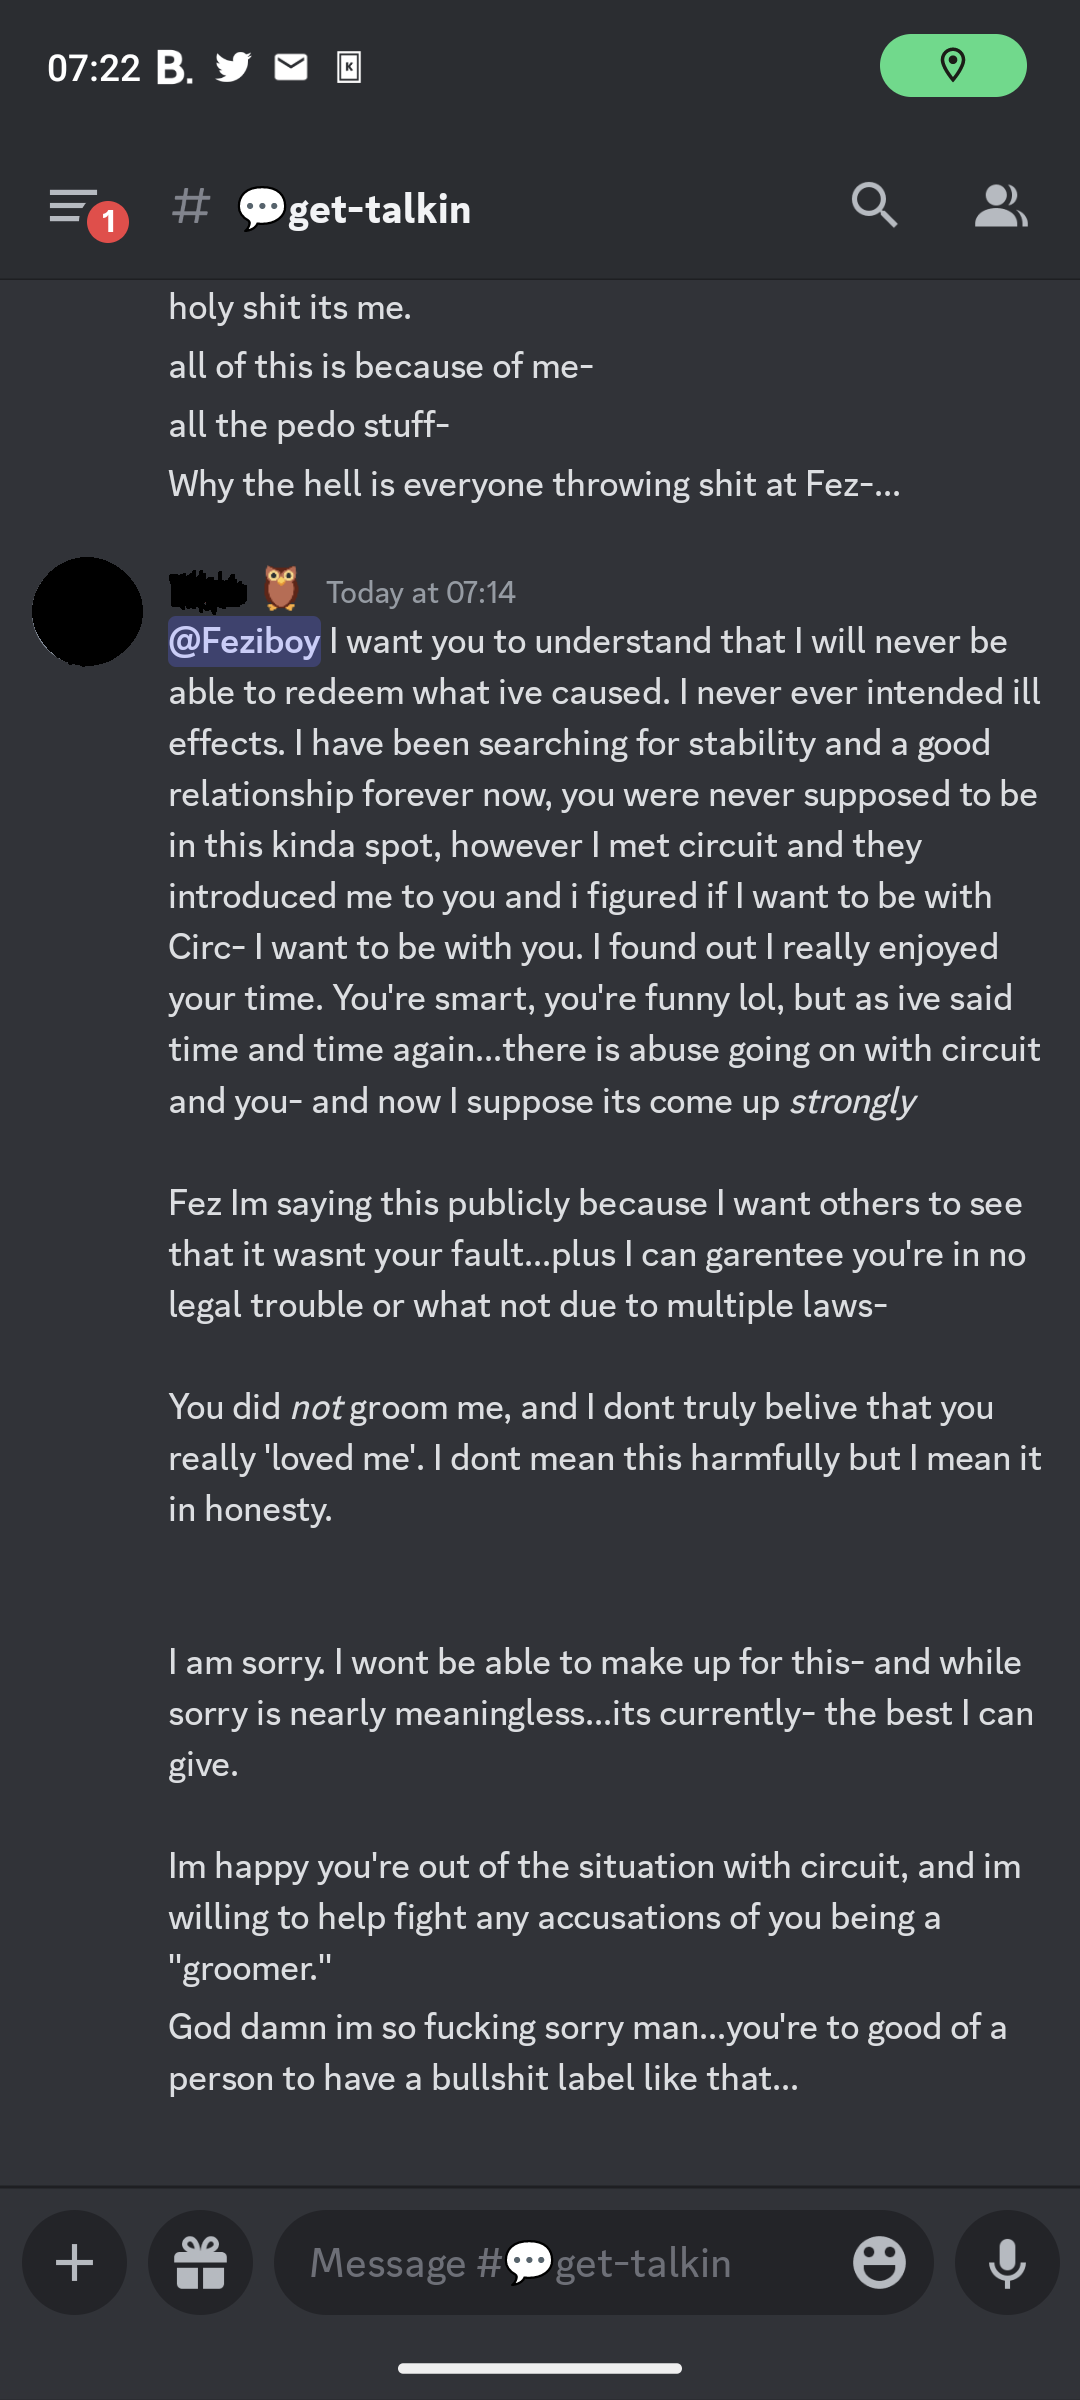 07:22 B. K
1 # 💬get-talkin
holy shit its me.
all of this is because of me-
all the pedo stuff-
Why the hell is everyone throwing shit at Fez-...
🦉 Today at 07:14
@Feziboy I want you to understand that I will never be
able to redeem what ive caused. I never ever intended ill
effects. I have been searching for stability and a good
relationship forever now, you were never supposed to be
in this kinda spot, however I met circuit and they
introduced me to you and i figured if I want to be with
Circ- I want to be with you. I found out I really enjoyed
your time. You're smart, you're funny lol, but as ive said
time and time again...there is abuse going on with circuit
and you- and now I suppose its come up strongly
Fez Im saying this publicly because I want others to see
that it wasnt your fault...plus I can garentee you're in no
legal trouble or what not due to multiple laws-
You did not groom me, and I dont truly belive that you
really 'loved me'. I dont mean this harmfully but I mean it
in honesty.
I am sorry. I wont be able to make up for this- and while
sorry is nearly meaningless...its currently- the best I can
give.
Im happy you're out of the situation with circuit, and im
willing to help fight any accusations of you being a
"groomer."
God damn im so fucking sorry man...you're to good of a
person to have a bullshit label like that...
Message #💬get-talkin